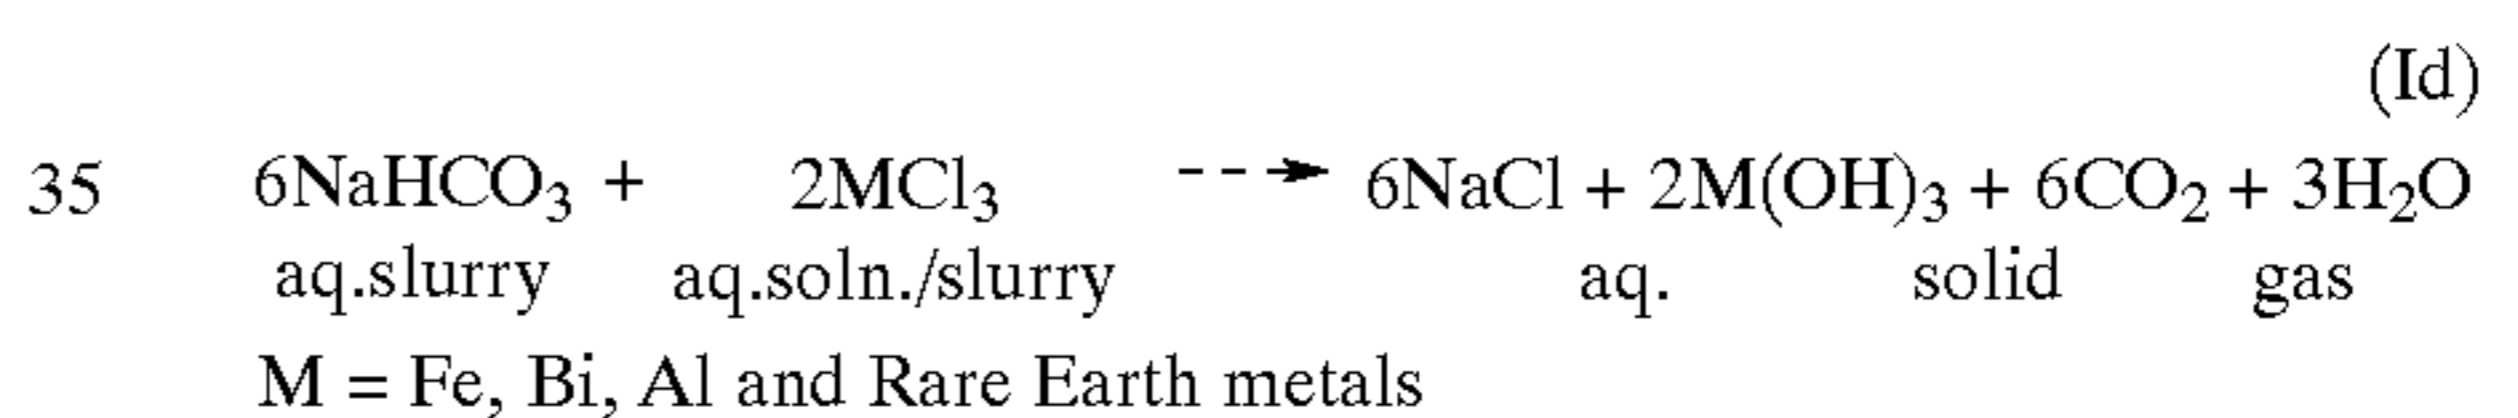 (Id)
35 6NaHCO₃ + 2MCl₃ --➤ 6NaCl + 2M(OH)₃ + 6CO₂ + 3H₂O
aq.slurry aq.soln./slurry aq. solid gas
M = Fe, Bi, Al and Rare Earth metals